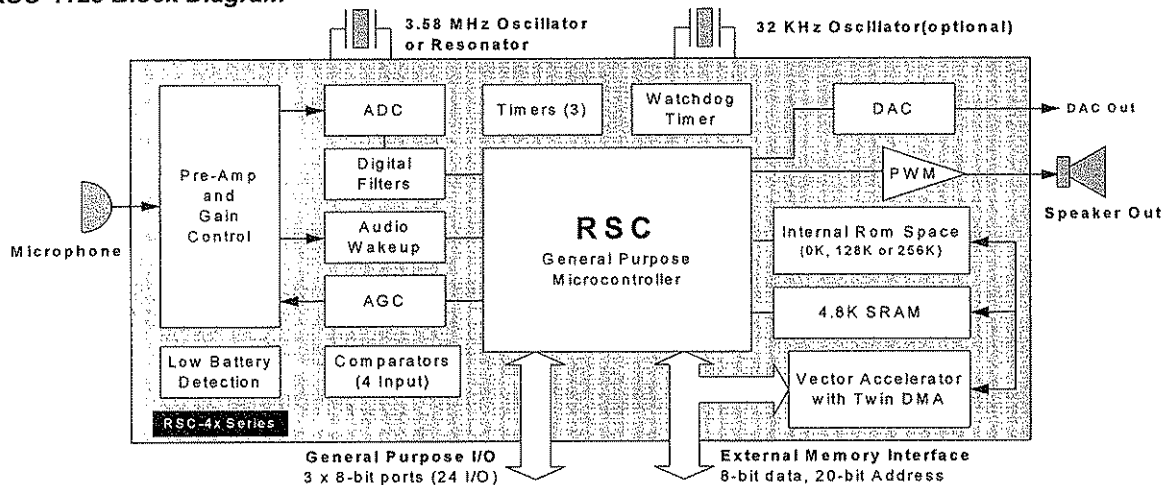 Block Diagram
3.58 MHz Oscillator
or Resonator
32 KHz Oscillator(optional)
ADC
Timers (3)
Watchdog
Timer
DAC
DAC Out
Pre-Amp
and
Gain
Control
Digital
Filters
PWM
Speaker Out
Microphone
Audio
Wakeup
RSC
General Purpose
Microcontroller
Internal Rom Space
(0K, 128K or 256K)
AGC
4.8K SRAM
Low Battery
Detection
Comparators
(4 Input)
Vector Accelerator
with Twin DMA
RSC-4x Series
General Purpose I/O
3 x 8-bit ports (24 I/O)
External Memory Interface
8-bit data, 20-bit Address